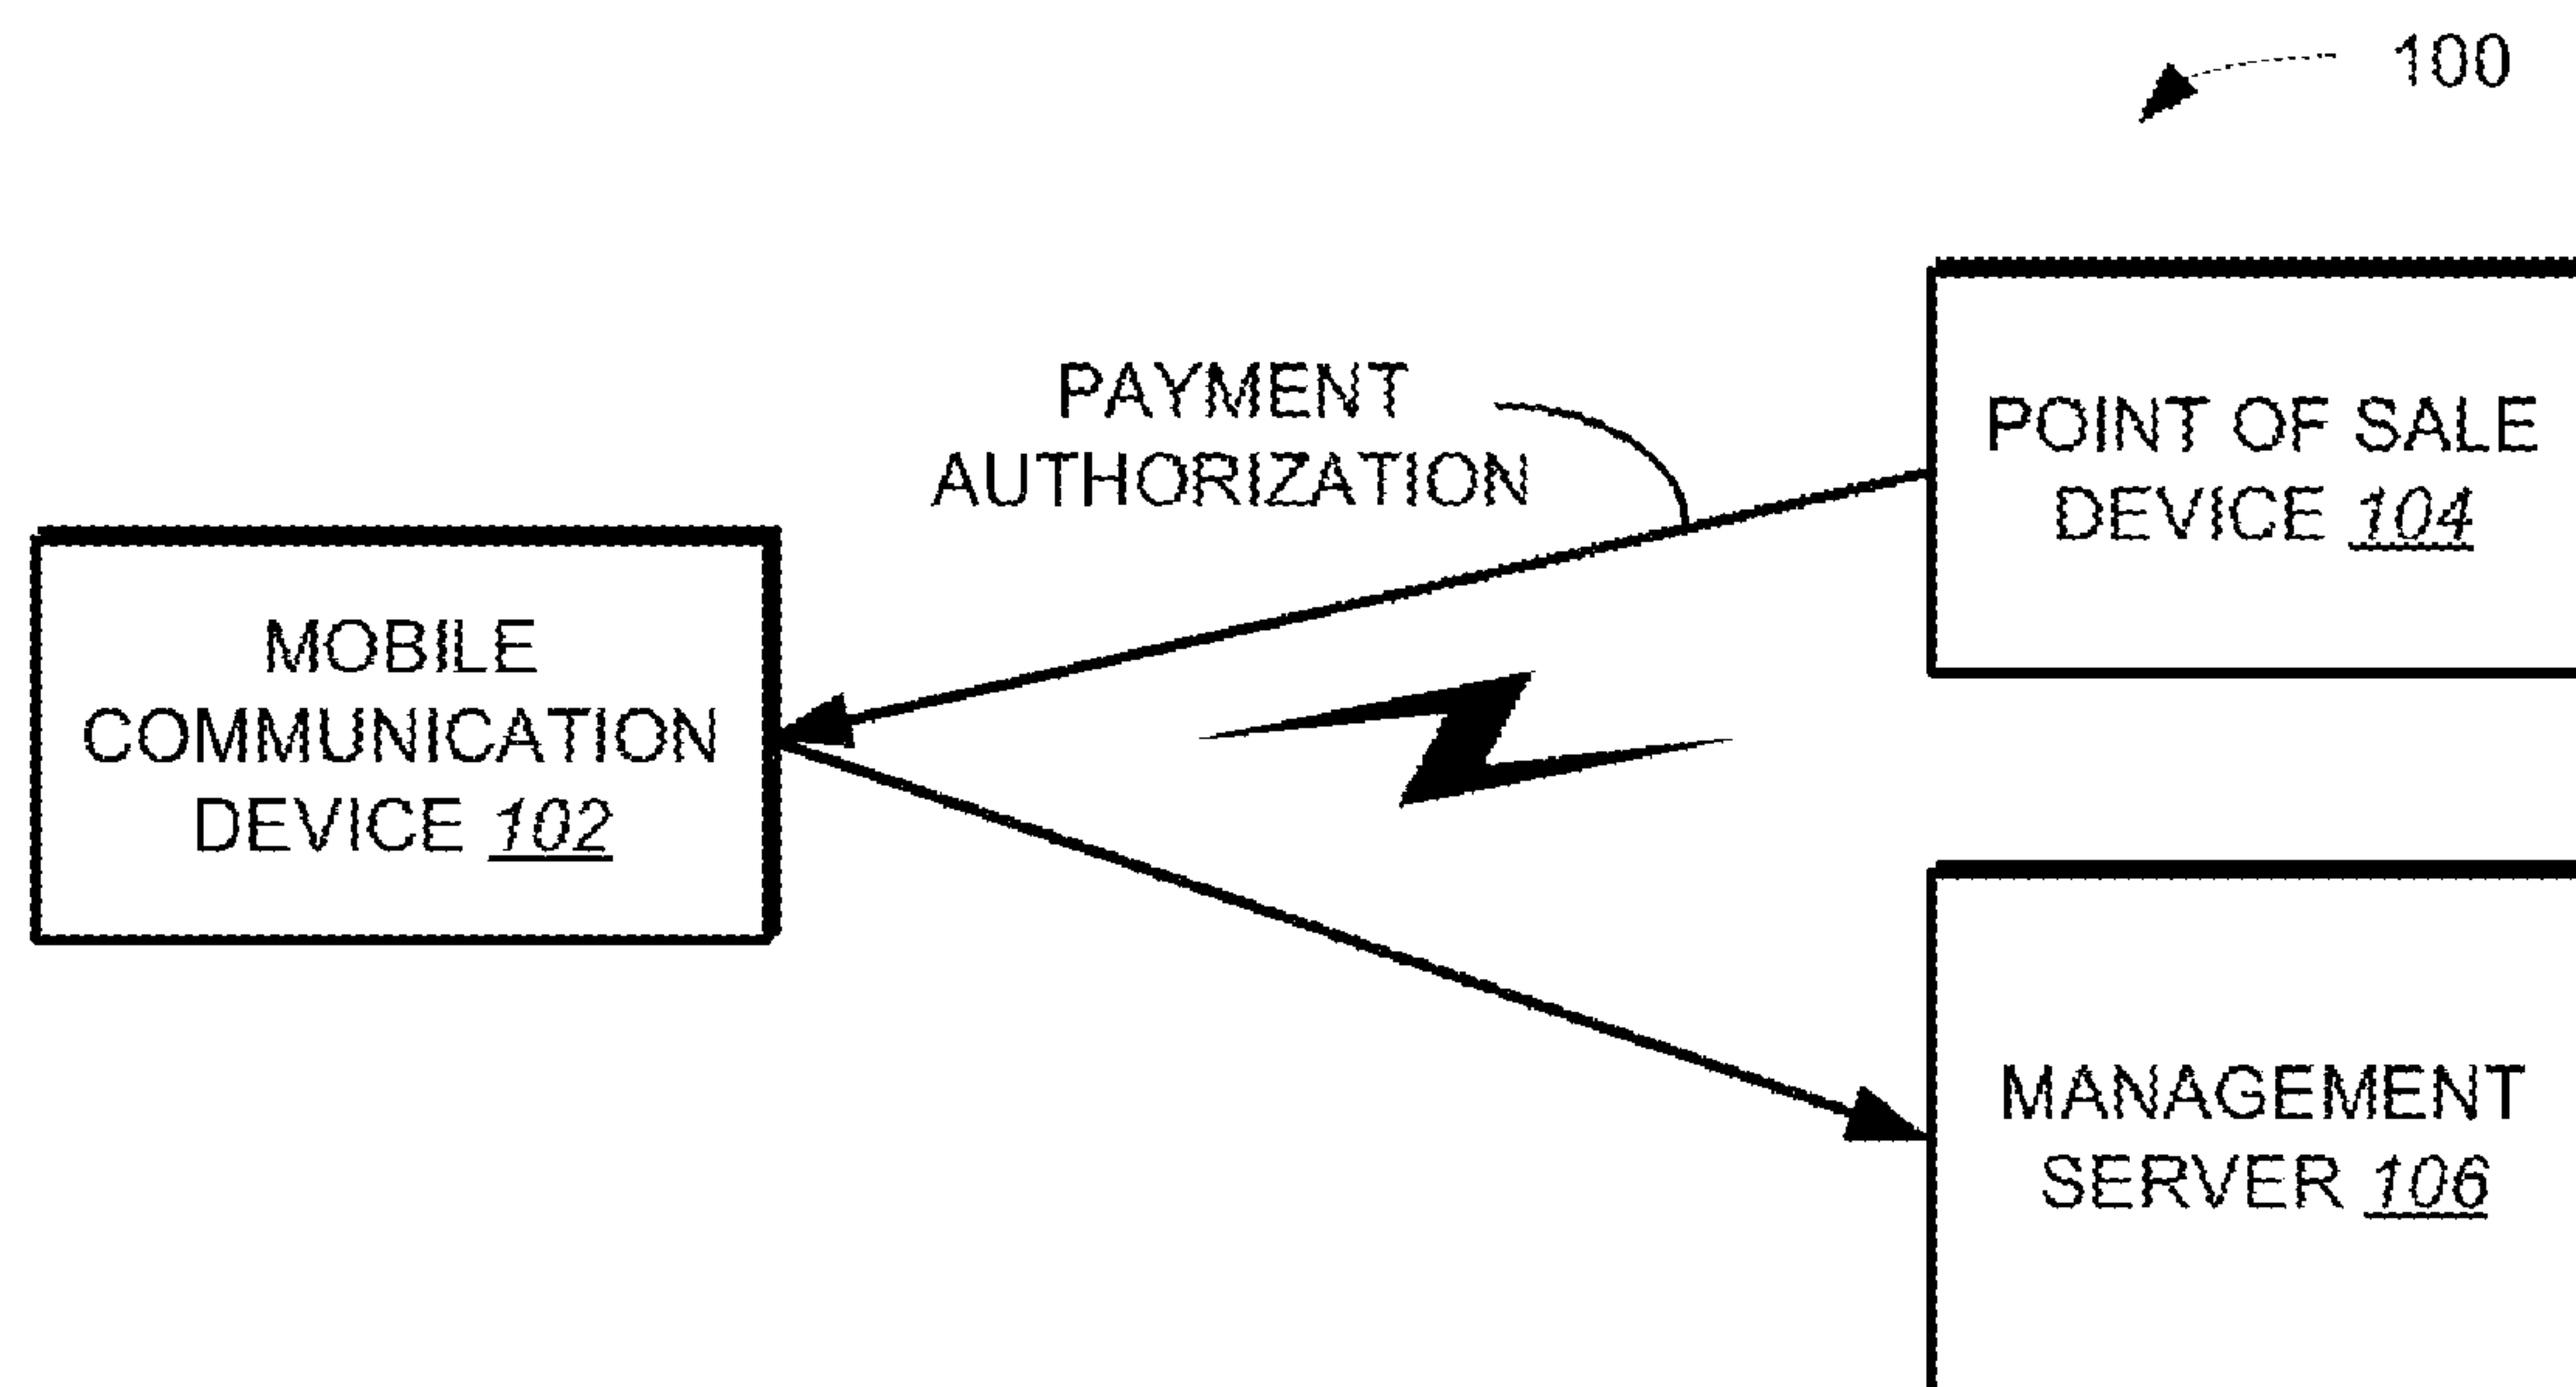 100
PAYMENT
AUTHORIZATION
POINT OF SALE
DEVICE 104
MOBILE
COMMUNICATION
DEVICE 102
MANAGEMENT
SERVER 106